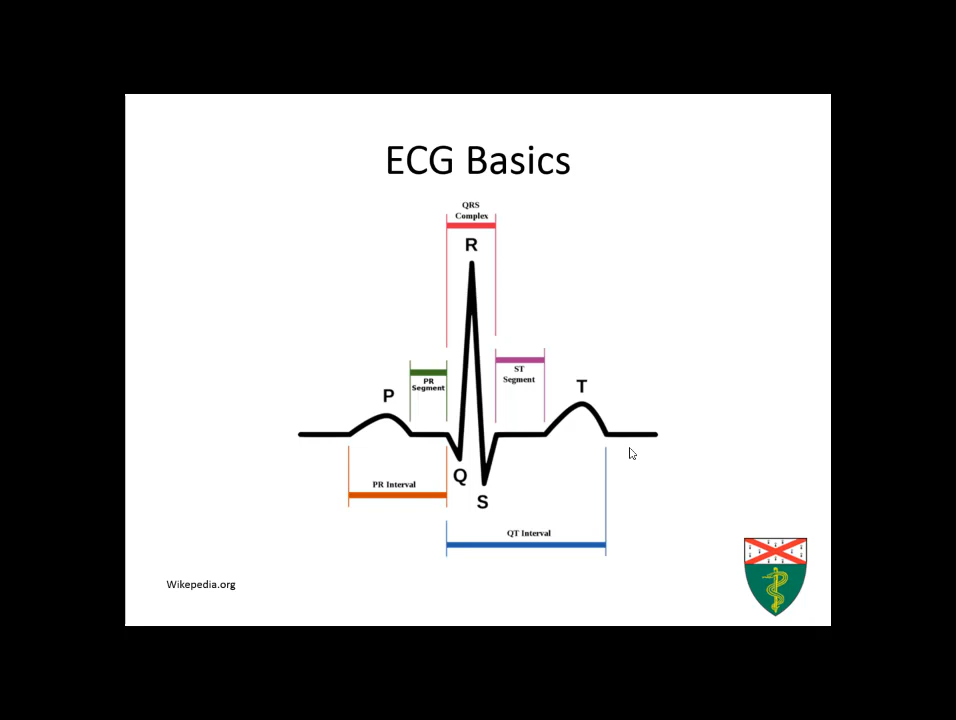 ECG Basics
QRS
Complex
R
ST
Segment
PR
Segment
P
T
Q
PR Interval
S
QT Interval
Wikepedia.org